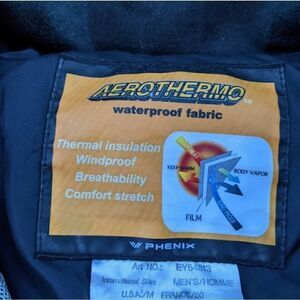 AEROTHERMO TM
waterproof fabric
Thermal insulation
Windproof
Breathability
Comfort stretch
KEEP WARM
BODY VAPOR
FILM
PHENIX
Art NO.: EY54813
International Sizes MEN'S/HOMME
U.S.A/M FRANCE/50